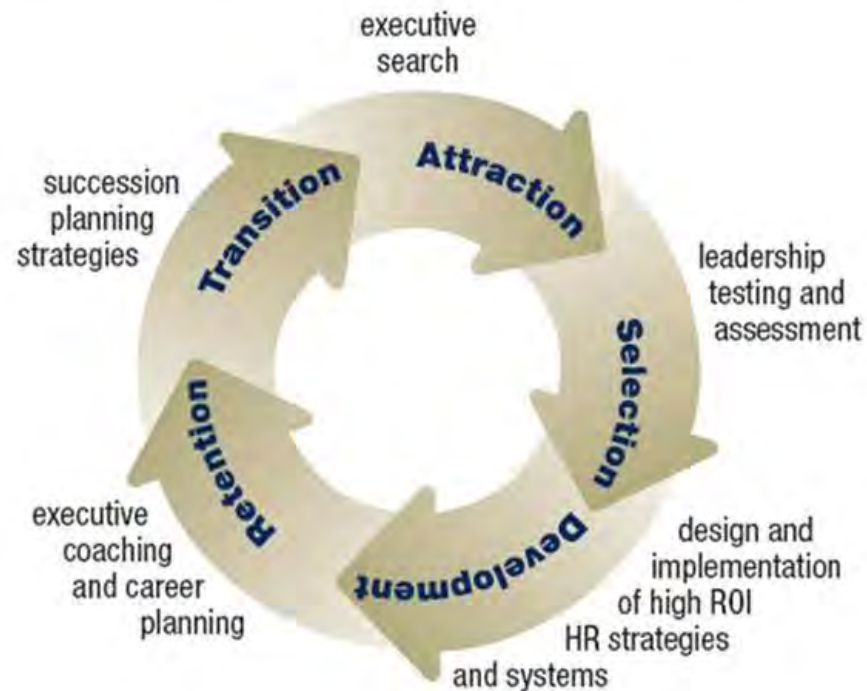 executive
search
Attraction
leadership
testing and
assessment
Selection
design and
implementation
of high ROI
HR strategies
and systems
Development
executive
coaching
and career
planning
Retention
succession
planning
strategies
Transition